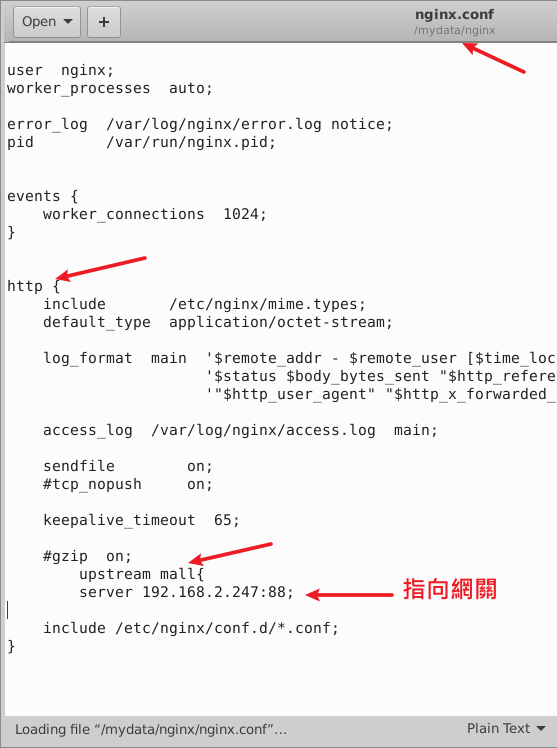 Open
+
nginx.conf
/mydata/nginx
user  nginx;
worker_processes  auto;
error_log  /var/log/nginx/error.log notice;
pid        /var/run/nginx.pid;
events {
    worker_connections  1024;
}
http {
    include       /etc/nginx/mime.types;
    default_type  application/octet-stream;
    log_format  main  '$remote_addr - $remote_user [$time_loc
                      '$status $body_bytes_sent "$http_refere
                      '"$http_user_agent" "$http_x_forwarded_
    access_log  /var/log/nginx/access.log  main;
    sendfile        on;
    #tcp_nopush     on;
    keepalive_timeout  65;
    #gzip  on;
        upstream mall{
        server 192.168.2.247:88; 指向網關
    include /etc/nginx/conf.d/*.conf;
}
Loading file “/mydata/nginx/nginx.conf”… Plain Text